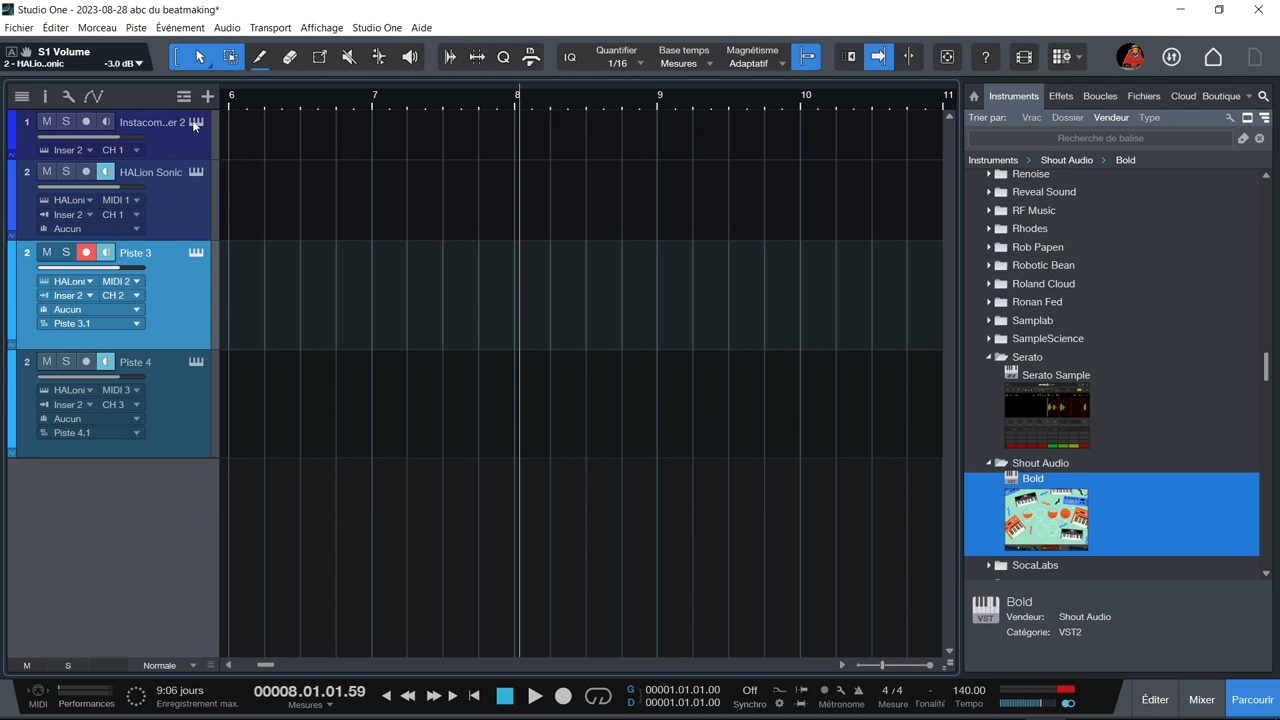 Studio One - 2023-08-28 abc du beatmaking*
Fichier Éditer Morceau Piste Événement Audio Transport Affichage Studio One Aide
S1 Volume
2 - HALio..onic -3.0 dB
IQ Quantifier 1/16 Base temps Mesures Magnétisme Adaptatif
Instruments Effets Boucles Fichiers Cloud Boutique
6 7 8 9 10 11
Trier par: Vrac Dossier Vendeur Type
1 M S Instacom..er 2
Recherche de balise
Inser 2 CH 1
Instruments > Shout Audio > Bold
2 M S HALion Sonic
HALoni MIDI 1
Inser 2 CH 1
Aucun
2 M S Piste 3
HALoni MIDI 2
Inser 2 CH 2
Aucun
Piste 3.1
2 M S Piste 4
HALoni MIDI 3
Inser 2 CH 3
Aucun
Piste 4.1
Renoise
Reveal Sound
RF Music
Rhodes
Rob Papen
Robotic Bean
Roland Cloud
Ronan Fed
Samplab
SampleScience
Serato
Serato Sample
Shout Audio
VST Bold
SocaLabs
Bold
Vendeur: Shout Audio
VST
Catégorie: VST2
M S Normale
Performances
9:06 jours
Enregistrement max.
00008.01.01.59
Mesures
G 00001.01.01.00
D 00001.01.01.00
Off
Synchro
Métronome
4 / 4
Mesure
-
Tonalité
140.00
Tempo
Éditer Mixer Parcourir